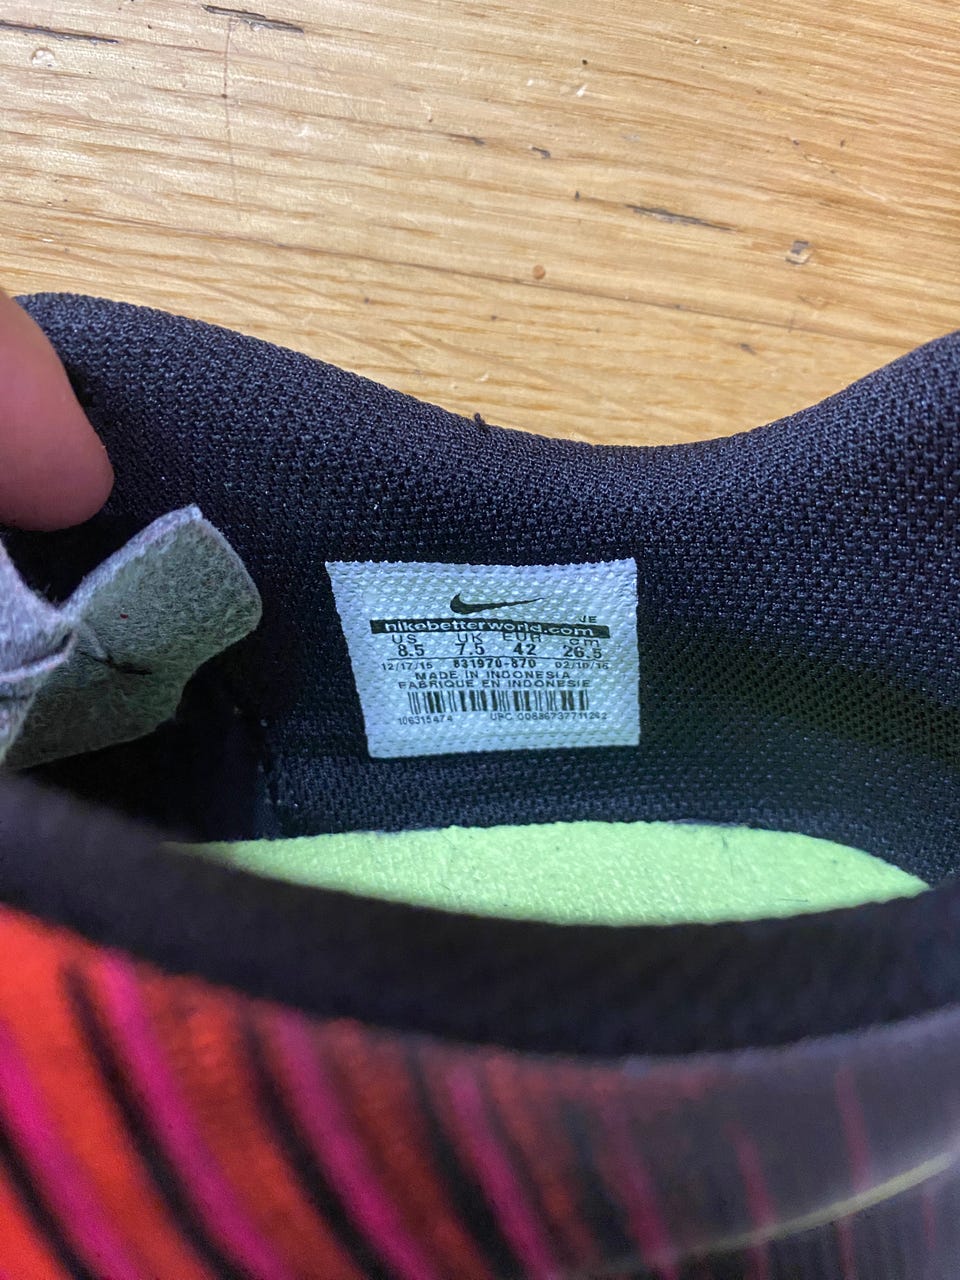 JE
nikebetterworld.com
US UK EUR cm
8.5 7.5 42 26.5
12/17/15 831970-870 02/10/16
MADE IN INDONESIA
FABRIQUE EN INDONESIE
106315474 UPC 00886737711242